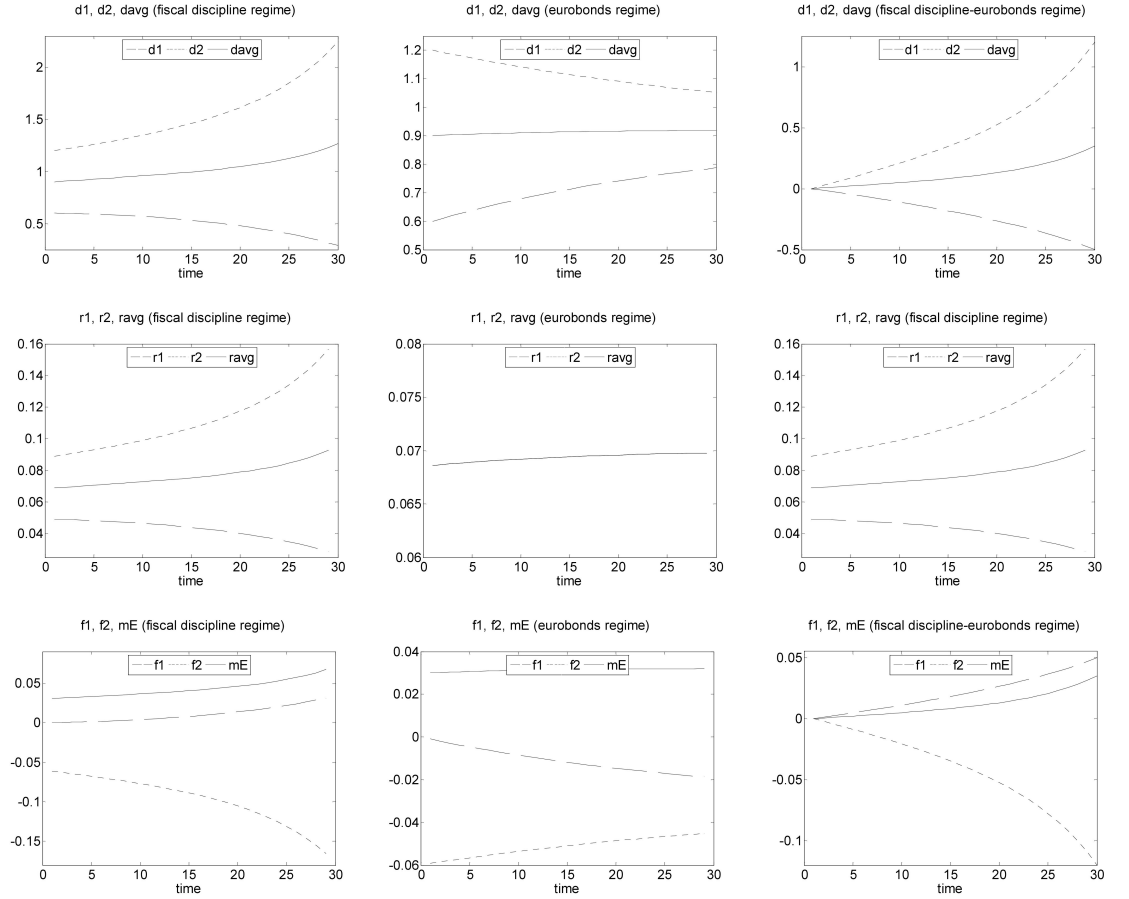 d1, d2, davg (fiscal discipline regime)
d1 d2 davg
2
1.5
1
0.5
0 5 10 15 20 25 30
time
d1, d2, davg (eurobonds regime)
d1 d2 davg
1.2
1.1
1
0.9
0.8
0.7
0.6
0.5
0 5 10 15 20 25 30
time
d1, d2, davg (fiscal discipline-eurobonds regime)
d1 d2 davg
1
0.5
0
-0.5
0 5 10 15 20 25 30
time
r1, r2, ravg (fiscal discipline regime)
r1 r2 ravg
0.16
0.14
0.12
0.1
0.08
0.06
0.04
0 5 10 15 20 25 30
time
r1, r2, ravg (eurobonds regime)
r1 r2 ravg
0.08
0.075
0.07
0.065
0.06
0 5 10 15 20 25 30
time
r1, r2, ravg (fiscal discipline regime)
r1 r2 ravg
0.16
0.14
0.12
0.1
0.08
0.06
0.04
0 5 10 15 20 25 30
time
f1, f2, mE (fiscal discipline regime)
f1 f2 mE
0.05
0
-0.05
-0.1
-0.15
0 5 10 15 20 25 30
time
f1, f2, mE (eurobonds regime)
f1 f2 mE
0.04
0.02
0
-0.02
-0.04
-0.06
0 5 10 15 20 25 30
time
f1, f2, mE (fiscal discipline-eurobonds regime)
f1 f2 mE
0.05
0
-0.05
-0.1
0 5 10 15 20 25 30
time